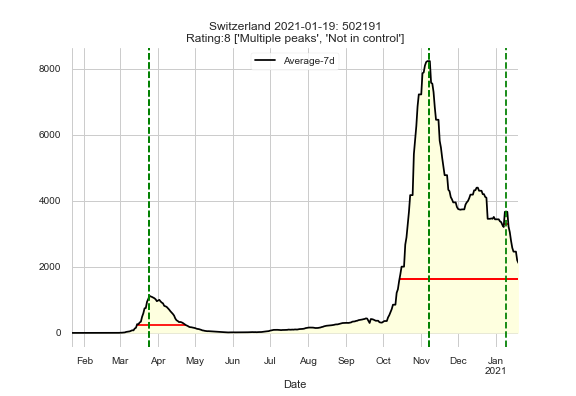 Switzerland 2021-01-19: 502191
Rating:8 ['Multiple peaks', 'Not in control']
Average-7d
8000
6000
4000
2000
0
Feb Mar Apr May Jun Jul Aug Sep Oct Nov Dec Jan
2021
Date